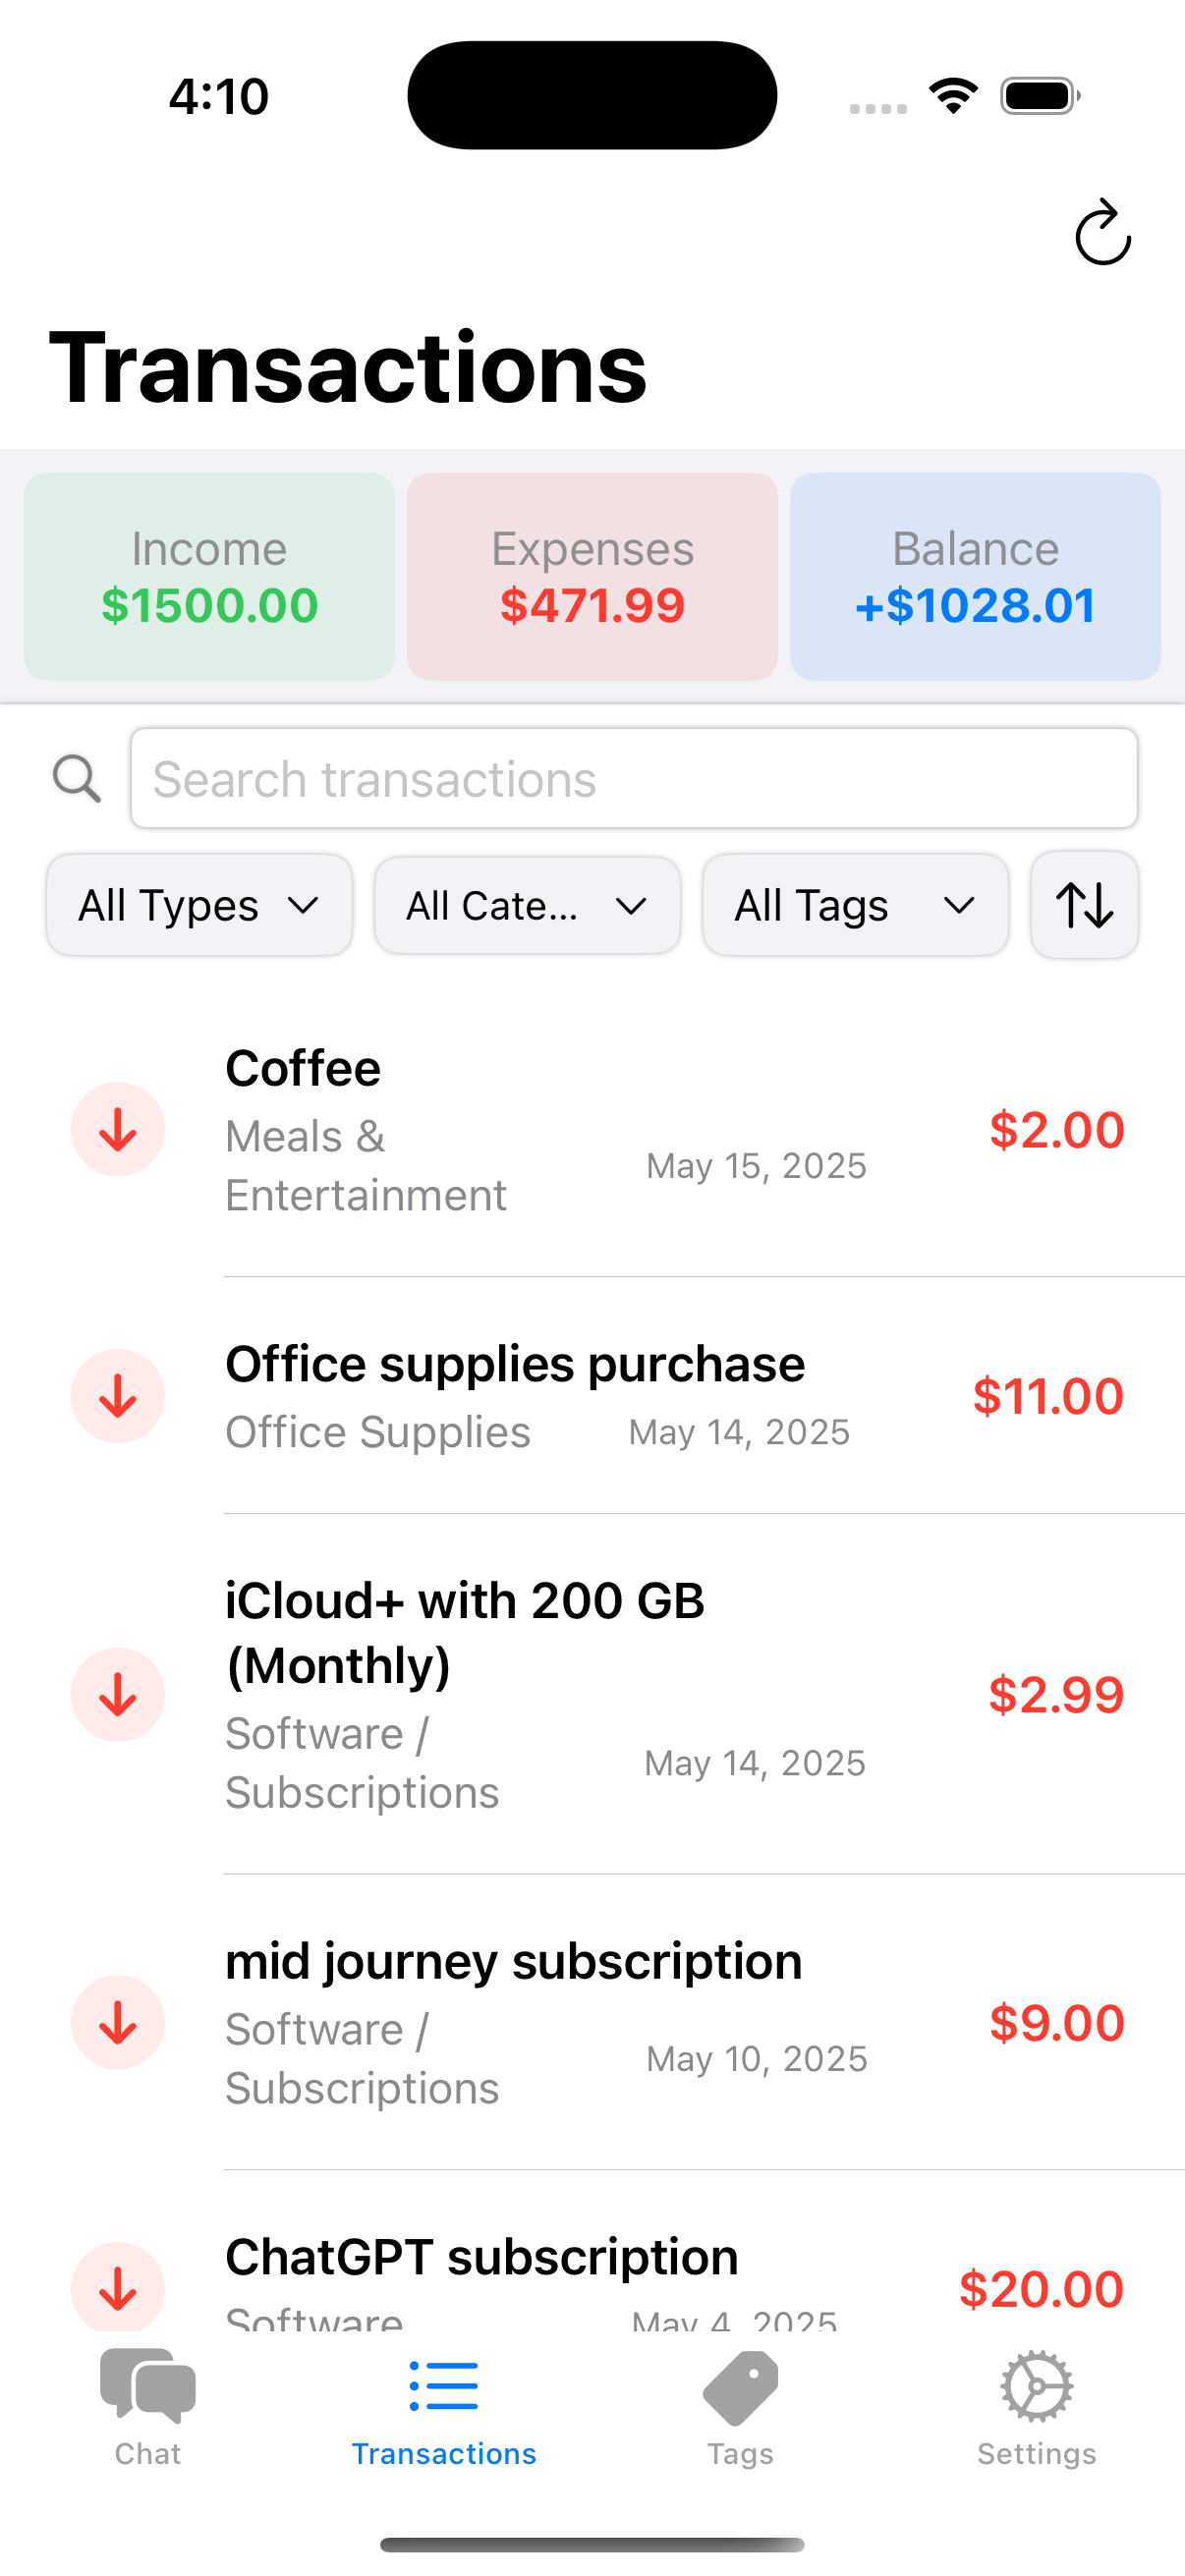 4:10
Transactions
Income
$1500.00
Expenses
$471.99
Balance
+$1028.01
Search transactions
All Types
All Cate...
All Tags
Coffee
Meals &
Entertainment
May 15, 2025
$2.00
Office supplies purchase
Office Supplies
May 14, 2025
$11.00
iCloud+ with 200 GB
(Monthly)
Software /
Subscriptions
May 14, 2025
$2.99
mid journey subscription
Software /
Subscriptions
May 10, 2025
$9.00
ChatGPT subscription
Software
May 4, 2025
$20.00
Chat
Transactions
Tags
Settings